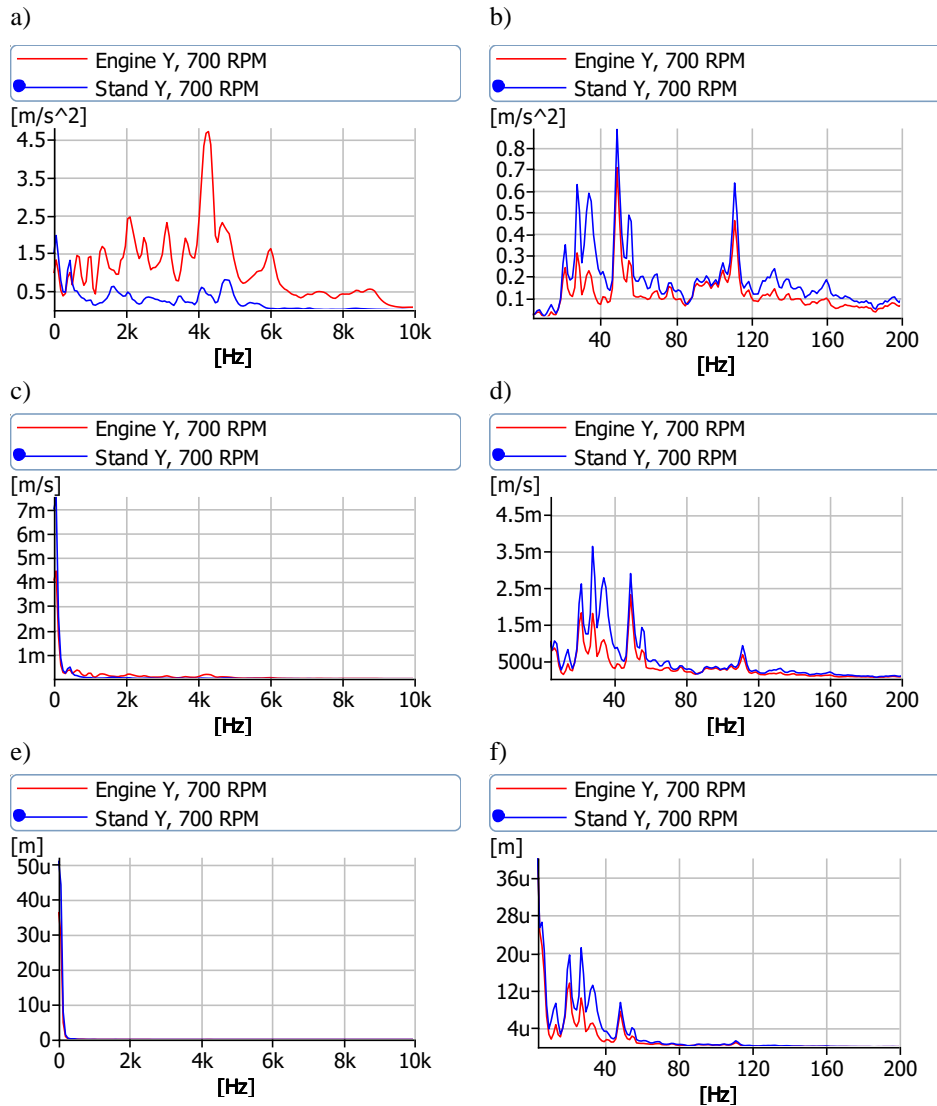 a)
Engine Y, 700 RPM
Stand Y, 700 RPM
[m/s^2]
4.5
3.5
2.5
1.5
0.5
0 2k 4k 6k 8k 10k
[Hz]
b)
Engine Y, 700 RPM
Stand Y, 700 RPM
[m/s^2]
0.8
0.7
0.6
0.5
0.4
0.3
0.2
0.1
40 80 120 160 200
[Hz]
c)
Engine Y, 700 RPM
Stand Y, 700 RPM
[m/s]
7m
6m
5m
4m
3m
2m
1m
0 2k 4k 6k 8k 10k
[Hz]
d)
Engine Y, 700 RPM
Stand Y, 700 RPM
[m/s]
4.5m
3.5m
2.5m
1.5m
500u
40 80 120 160 200
[Hz]
e)
Engine Y, 700 RPM
Stand Y, 700 RPM
[m]
50u
40u
30u
20u
10u
0
0 2k 4k 6k 8k 10k
[Hz]
f)
Engine Y, 700 RPM
Stand Y, 700 RPM
[m]
36u
28u
20u
12u
4u
40 80 120 160 200
[Hz]